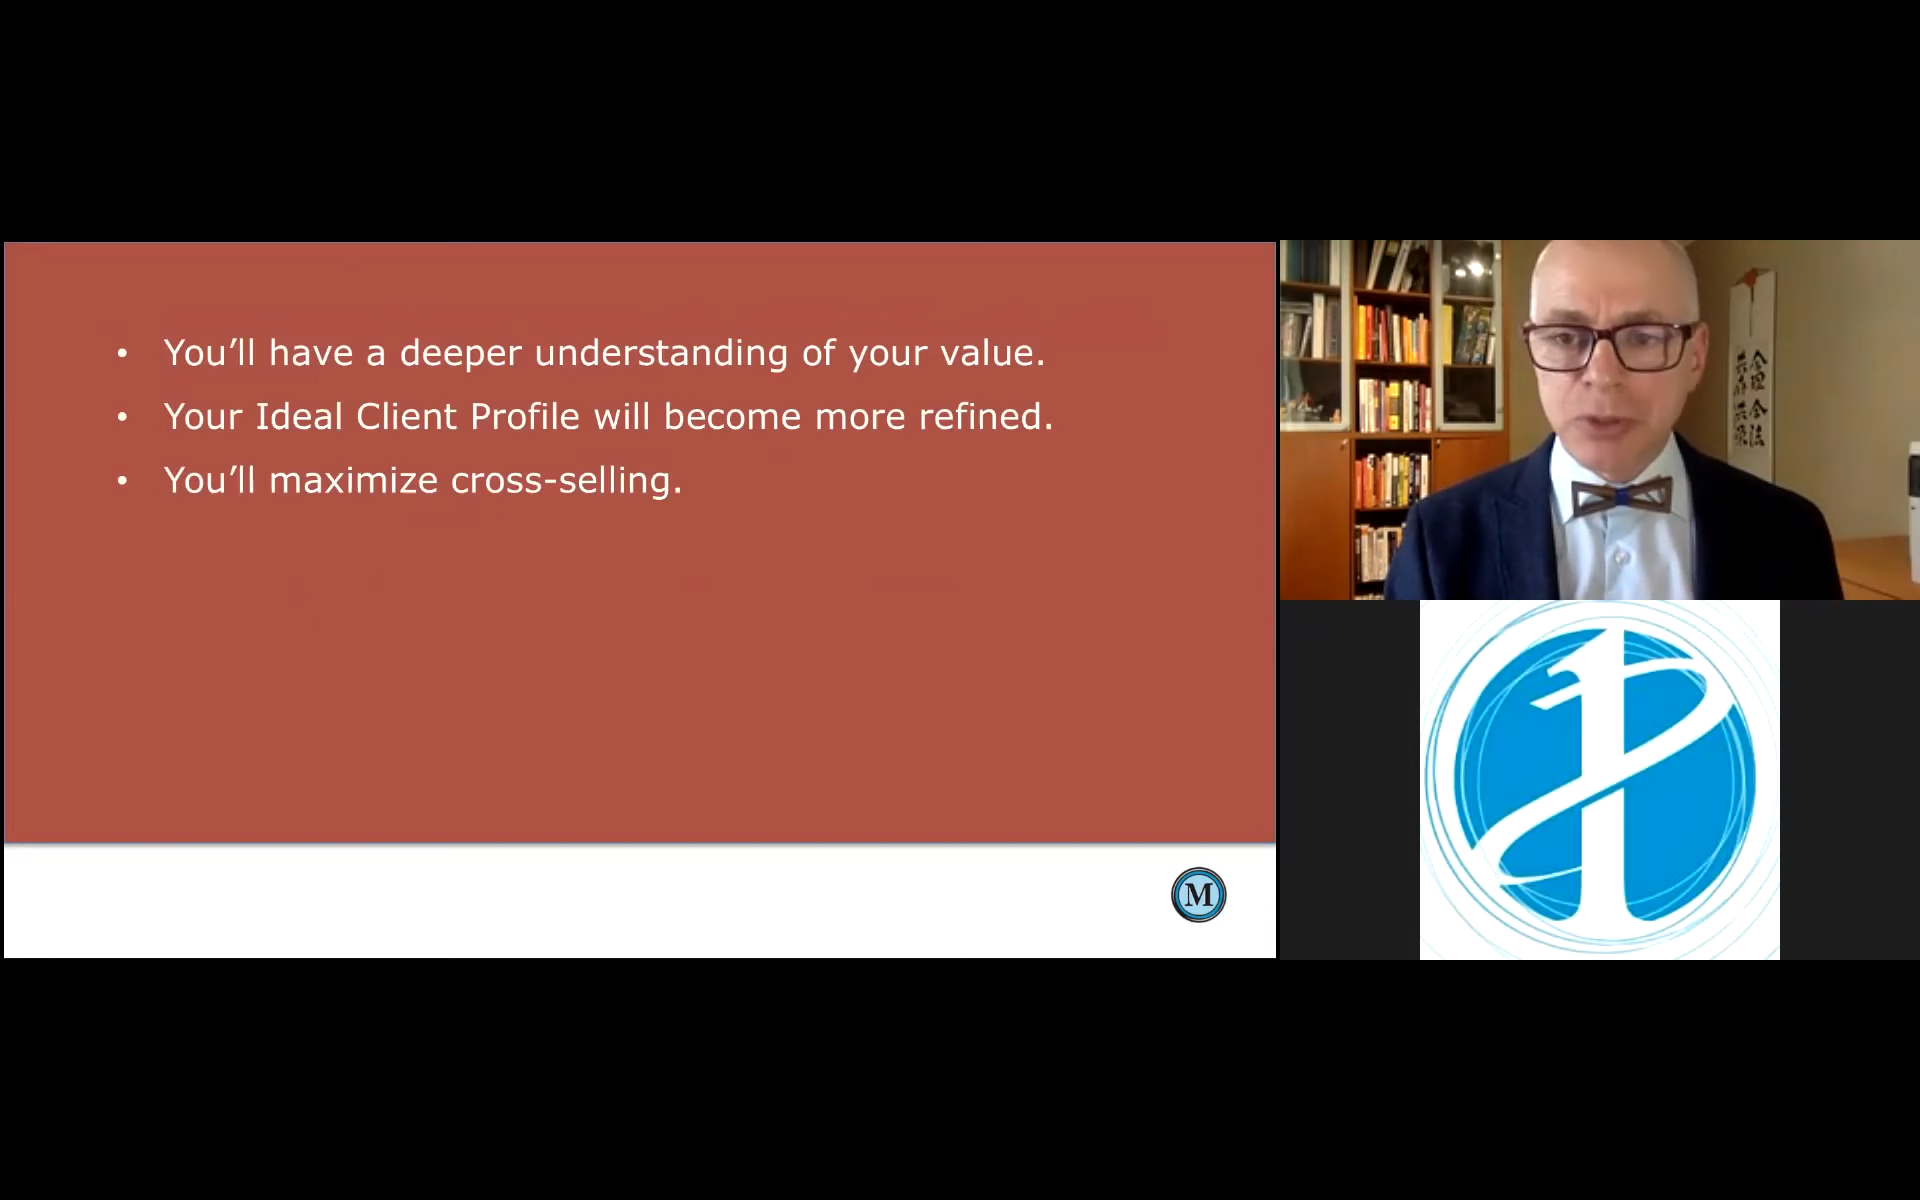 • You’ll have a deeper understanding of your value.
• Your Ideal Client Profile will become more refined.
• You’ll maximize cross-selling.
M